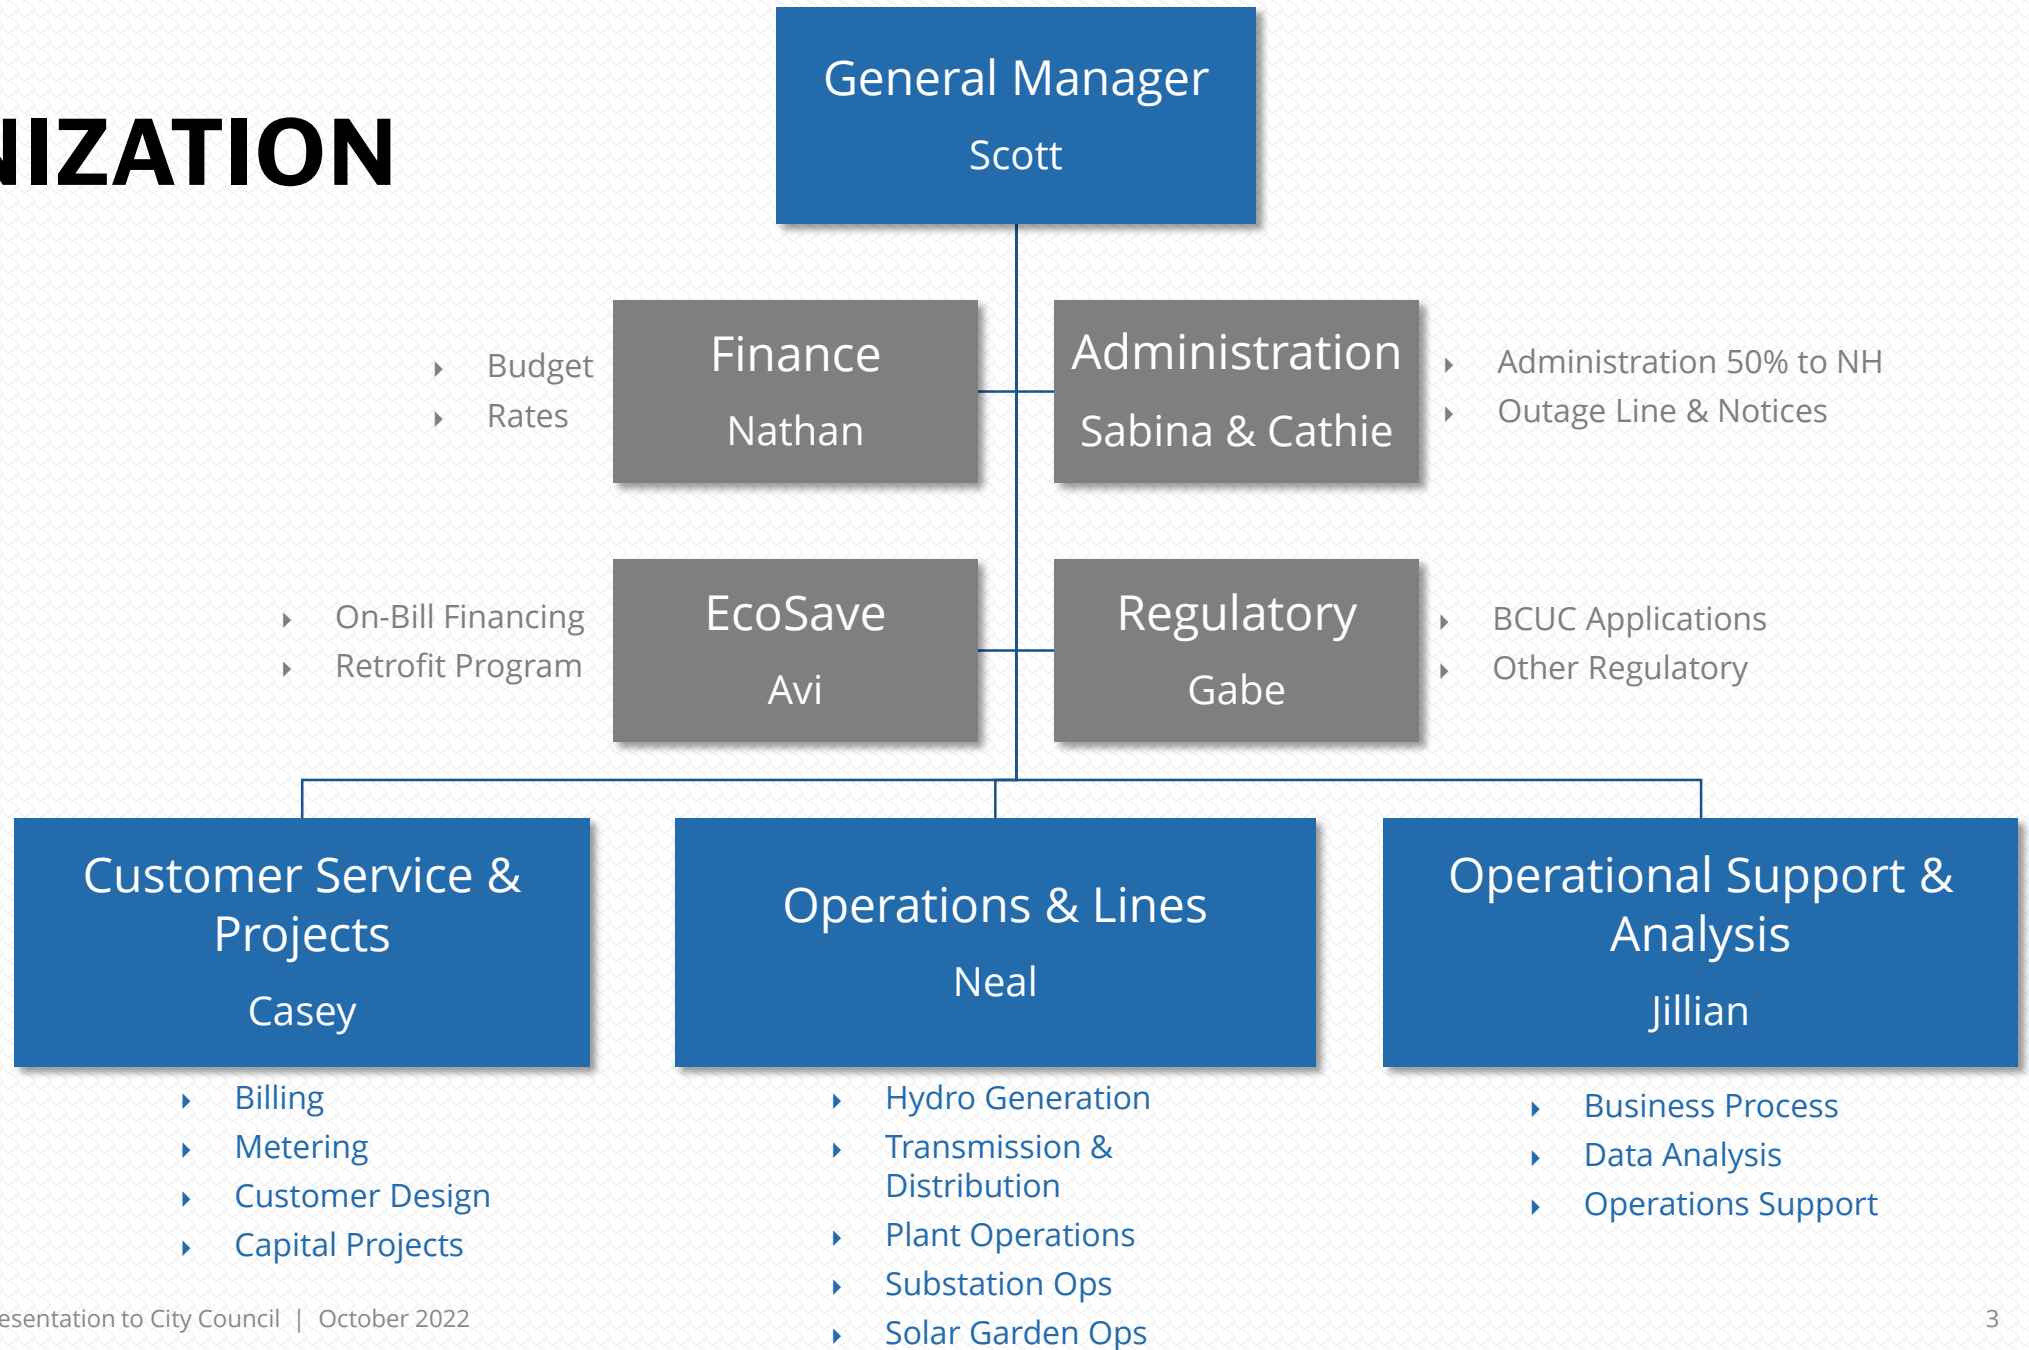 NIZATION
General Manager
Scott
Budget
Rates
Finance
Nathan
Administration
Sabina & Cathie
Administration 50% to NH
Outage Line & Notices
On-Bill Financing
Retrofit Program
EcoSave
Avi
Regulatory
Gabe
BCUC Applications
Other Regulatory
Customer Service &
Projects
Casey
Billing
Metering
Customer Design
Capital Projects
Operations & Lines
Neal
Hydro Generation
Transmission &
Distribution
Plant Operations
Substation Ops
Solar Garden Ops
Operational Support &
Analysis
Jillian
Business Process
Data Analysis
Operations Support
esentation to City Council | October 2022
3